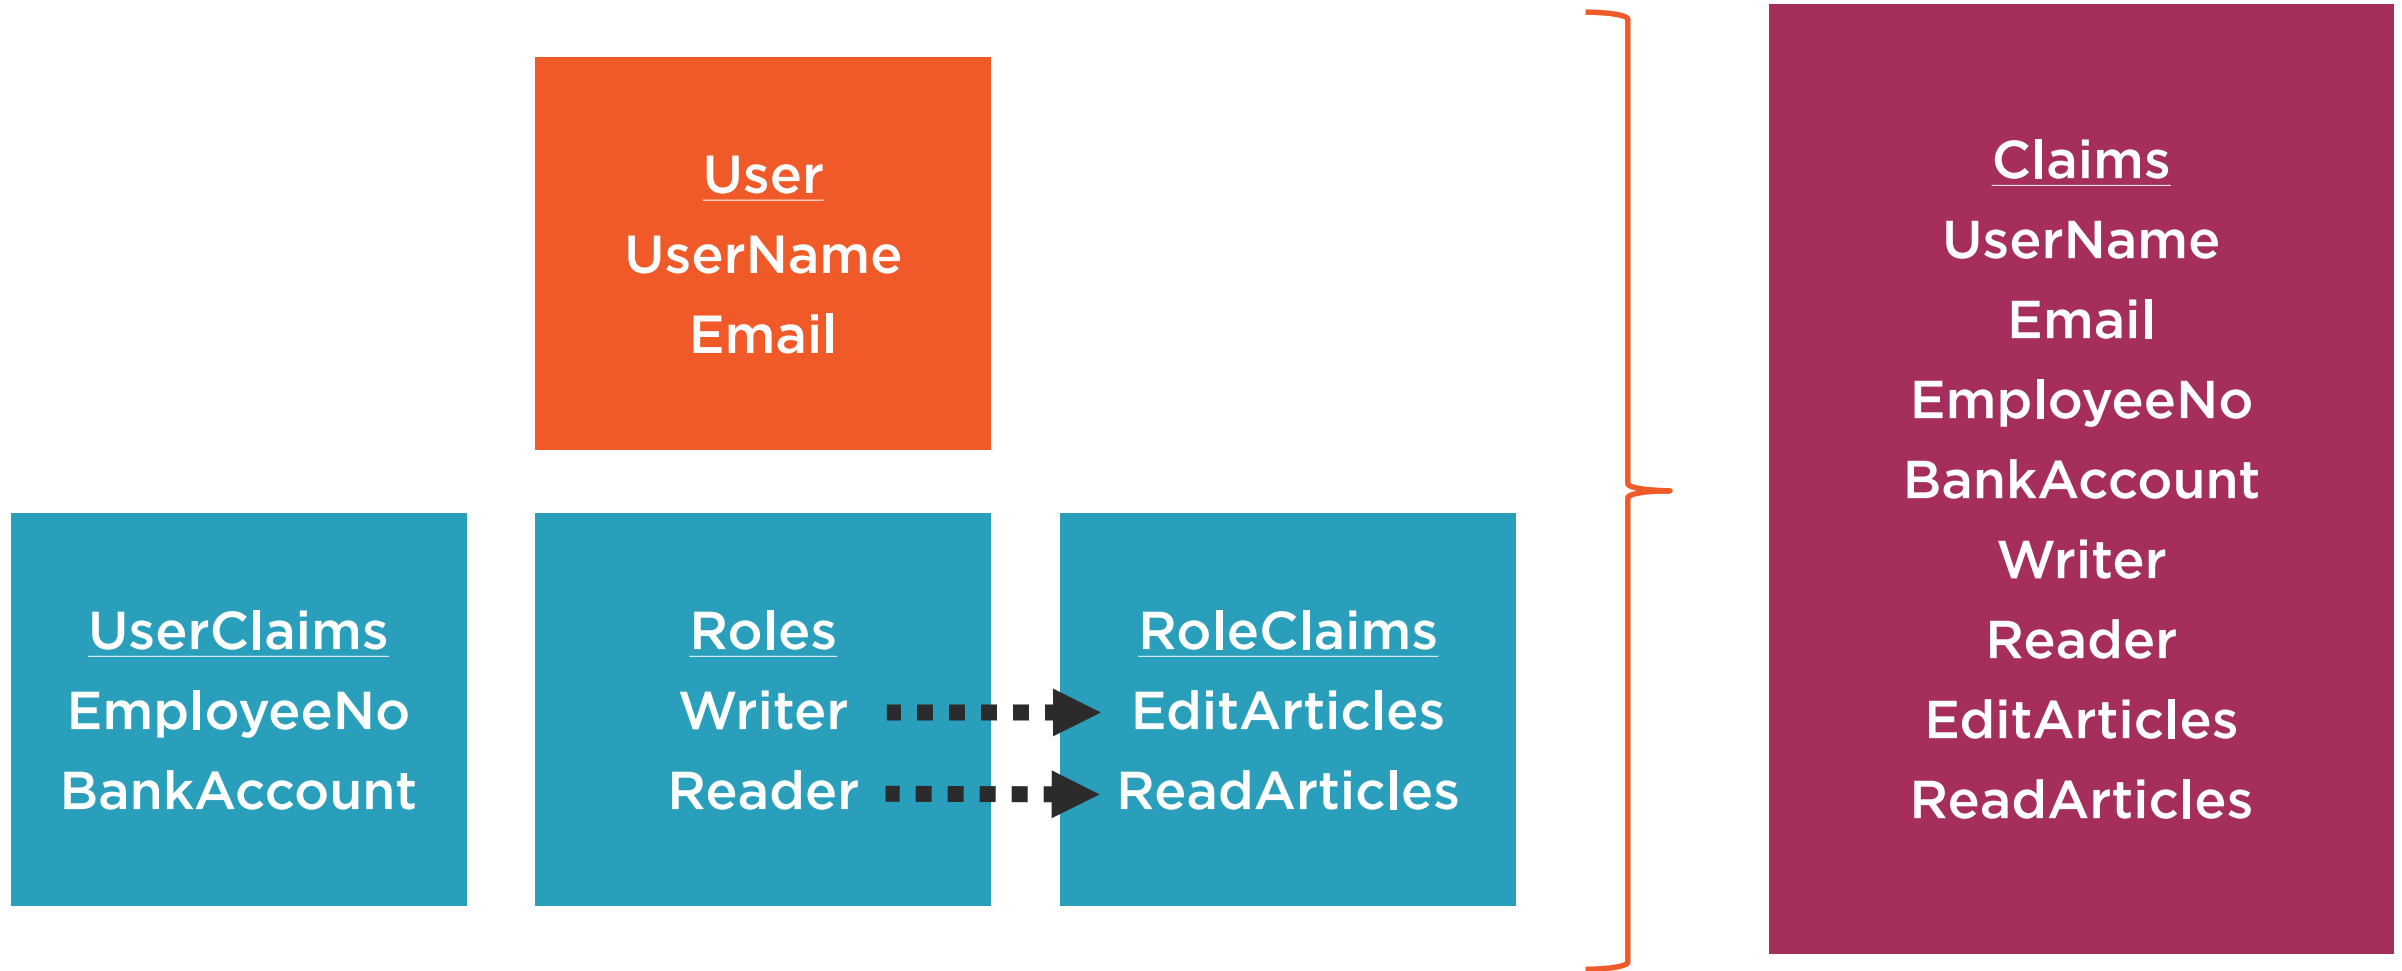 User
UserName
Email
UserClaims
EmployeeNo
BankAccount
Roles
Writer
Reader
RoleClaims
EditArticles
ReadArticles
Claims
UserName
Email
EmployeeNo
BankAccount
Writer
Reader
EditArticles
ReadArticles